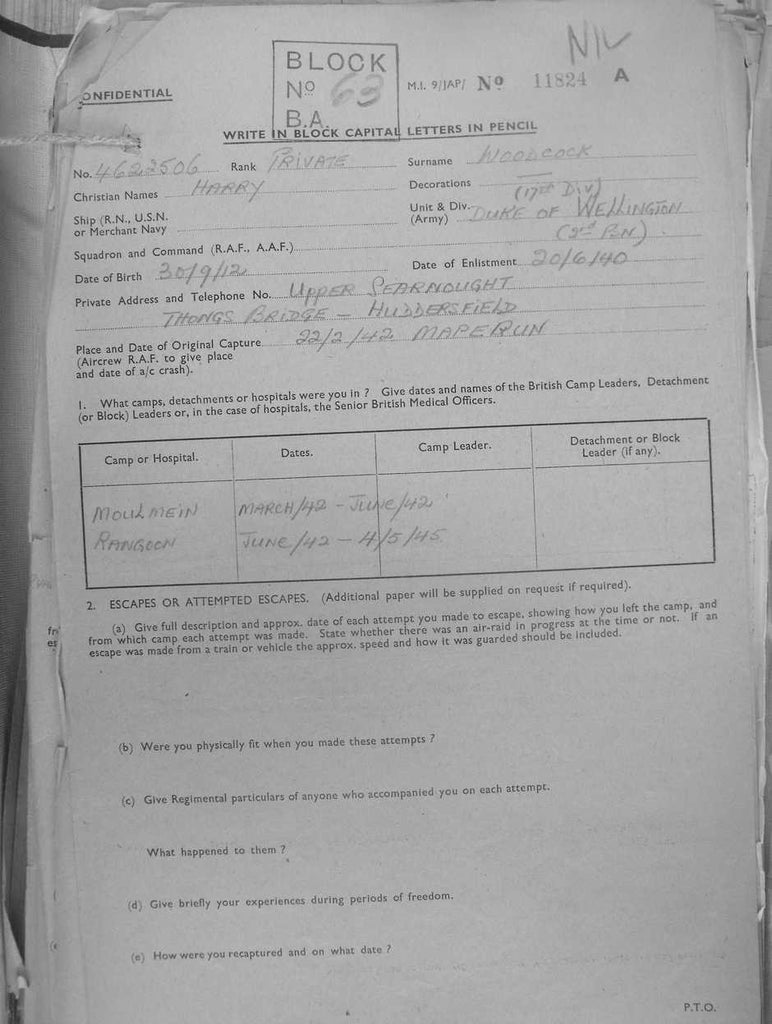 NIL
BLOCK
No 63
B.A.
M.I. 9/JAP/ No 11824 A
ONFIDENTIAL
WRITE IN BLOCK CAPITAL LETTERS IN PENCIL
No. 4622506 Rank PRIVATE Surname WOODCOCK
Christian Names HARRY Decorations
(17TH DIV)
Ship (R.N., U.S.N. or Merchant Navy
Unit & Div. (Army) DUKE OF WELLINGTON
(2nd BN)
Squadron and Command (R.A.F., A.A.F.)
Date of Birth 30/9/12 Date of Enlistment 20/6/40
Private Address and Telephone No. UPPER SEARNOUGHT
THONGS BRIDGE - HUDDERSFIELD
Place and Date of Original Capture 22/2/42 MAPERUN
(Aircrew R.A.F. to give place
and date of a/c crash).
1. What camps, detachments or hospitals were you in ? Give dates and names of the British Camp Leaders, Detachment
(or Block) Leaders or, in the case of hospitals, the Senior British Medical Officers.
Camp or Hospital. Dates. Camp Leader. Detachment or Block
Leader (if any).
MOULMEIN MARCH/42 - JUNE/42
RANGOON JUNE/42 - 4/5/45
2. ESCAPES OR ATTEMPTED ESCAPES. (Additional paper will be supplied on request if required).
(a) Give full description and approx. date of each attempt you made to escape, showing how you left the camp, and
from which camp each attempt was made. State whether there was an air-raid in progress at the time or not. If an
escape was made from a train or vehicle the approx. speed and how it was guarded should be included.
(b) Were you physically fit when you made these attempts ?
(c) Give Regimental particulars of anyone who accompanied you on each attempt.
What happened to them ?
(d) Give briefly your experiences during periods of freedom.
(e) How were you recaptured and on what date ?
P.T.O.